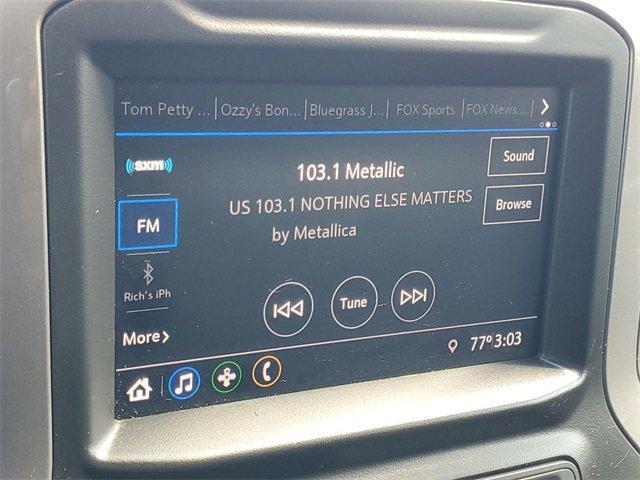 Tom Petty ... Ozzy's Bon... Bluegrass J... FOX Sports FOX News ...
((sxm))
103.1 Metallic
Sound
US 103.1 NOTHING ELSE MATTERS
Browse
FM
by Metallica
Rich's iPh
Tune
More
77° 3:03